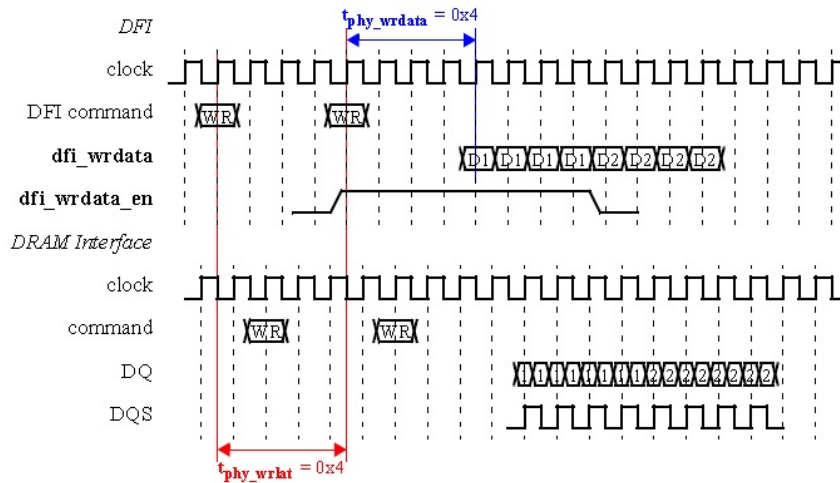 t phy_wrdata = 0x4
DFI
clock
DFI command WR WR
dfi_wrdata D1 D1 D1 D1 D2 D2 D2 D2
dfi_wrdata_en
DRAM Interface
clock
command WR WR
DQ 1 1 1 1 1 1 1 1 2 2 2 2 2 2 2 2
DQS
t phy_wrlat = 0x4